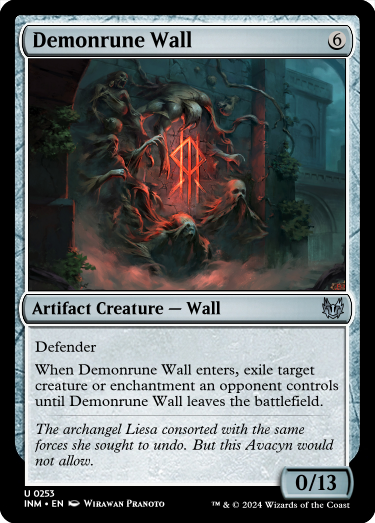 Demonrune Wall 6
Artifact Creature — Wall
Defender
When Demonrune Wall enters, exile target
creature or enchantment an opponent controls
until Demonrune Wall leaves the battlefield.
The archangel Liesa consorted with the same
forces she sought to undo. But this Avacyn would
not allow.
0/13
U 0253
INM • EN Wirawan Pranoto ™ & © 2024 Wizards of the Coast